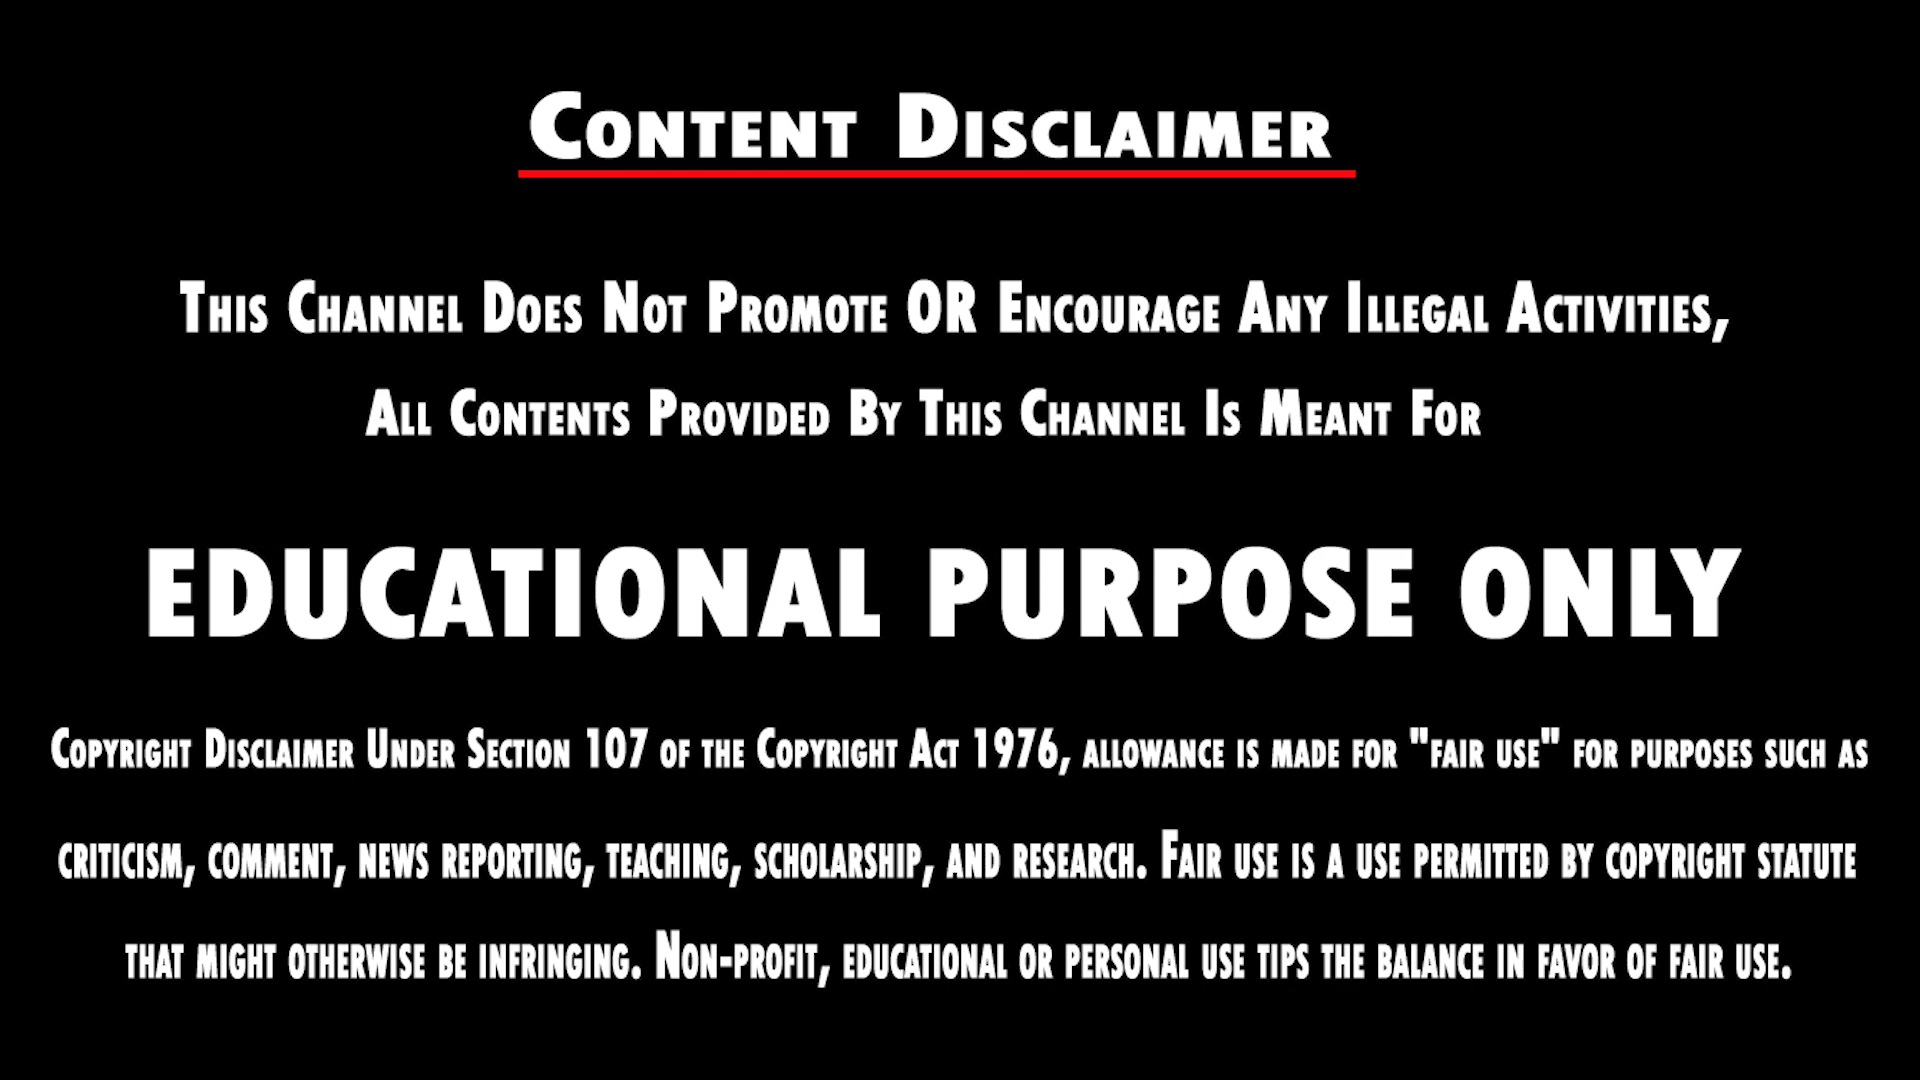 Content Disclaimer
This Channel Does Not Promote OR Encourage Any Illegal Activities,
All Contents Provided By This Channel Is Meant For
EDUCATIONAL PURPOSE ONLY
Copyright Disclaimer Under Section 107 of the Copyright Act 1976, allowance is made for "fair use" for purposes such as
criticism, comment, news reporting, teaching, scholarship, and research. Fair use is a use permitted by copyright statute
that might otherwise be infringing. Non-profit, educational or personal use tips the balance in favor of fair use.